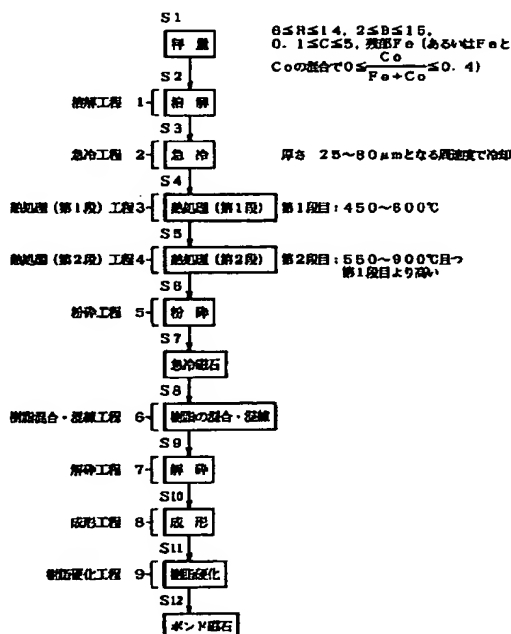 S1
秤量
6≦R≦14，2≦B≦15，
0．1≦C≦5，残部Fe（あるいはFeと
Coの混合で0≦Co/Fe+Co≦0．4）
S2
溶解工程 1 溶解
S3
急冷工程 2 急冷 厚さ 25～80μmとなる周速度で冷却
S4
熱処理（第1段）工程3 熱処理（第1段） 第1段目：450～600℃
S5
熱処理（第2段）工程4 熱処理（第2段） 第2段目：550～900℃且つ
第1段目より高い
S6
粉砕工程 5 粉砕
S7
急冷磁石
S8
樹脂混合・混練工程 6 樹脂の混合・混練
S9
解砕工程 7 解砕
S10
成形工程 8 成形
S11
樹脂硬化工程 9 樹脂硬化
S12
ボンド磁石